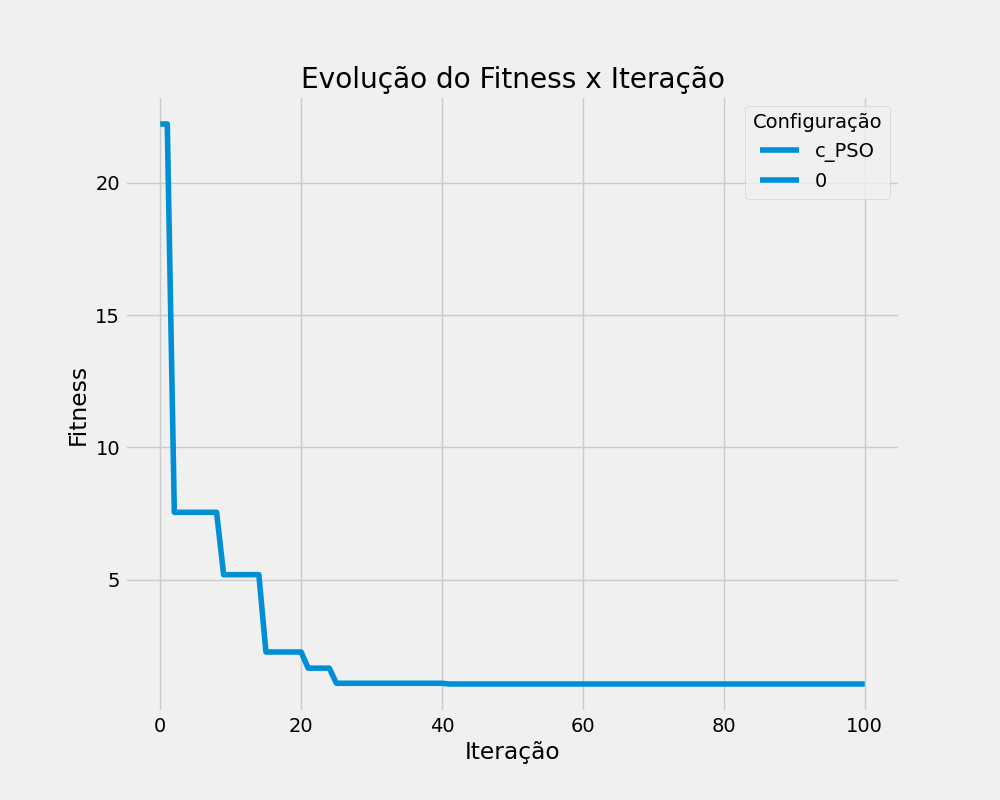 Evolução do Fitness x Iteração
Configuração
c_PSO
0
Fitness
20
15
10
5
0 20 40 60 80 100
Iteração